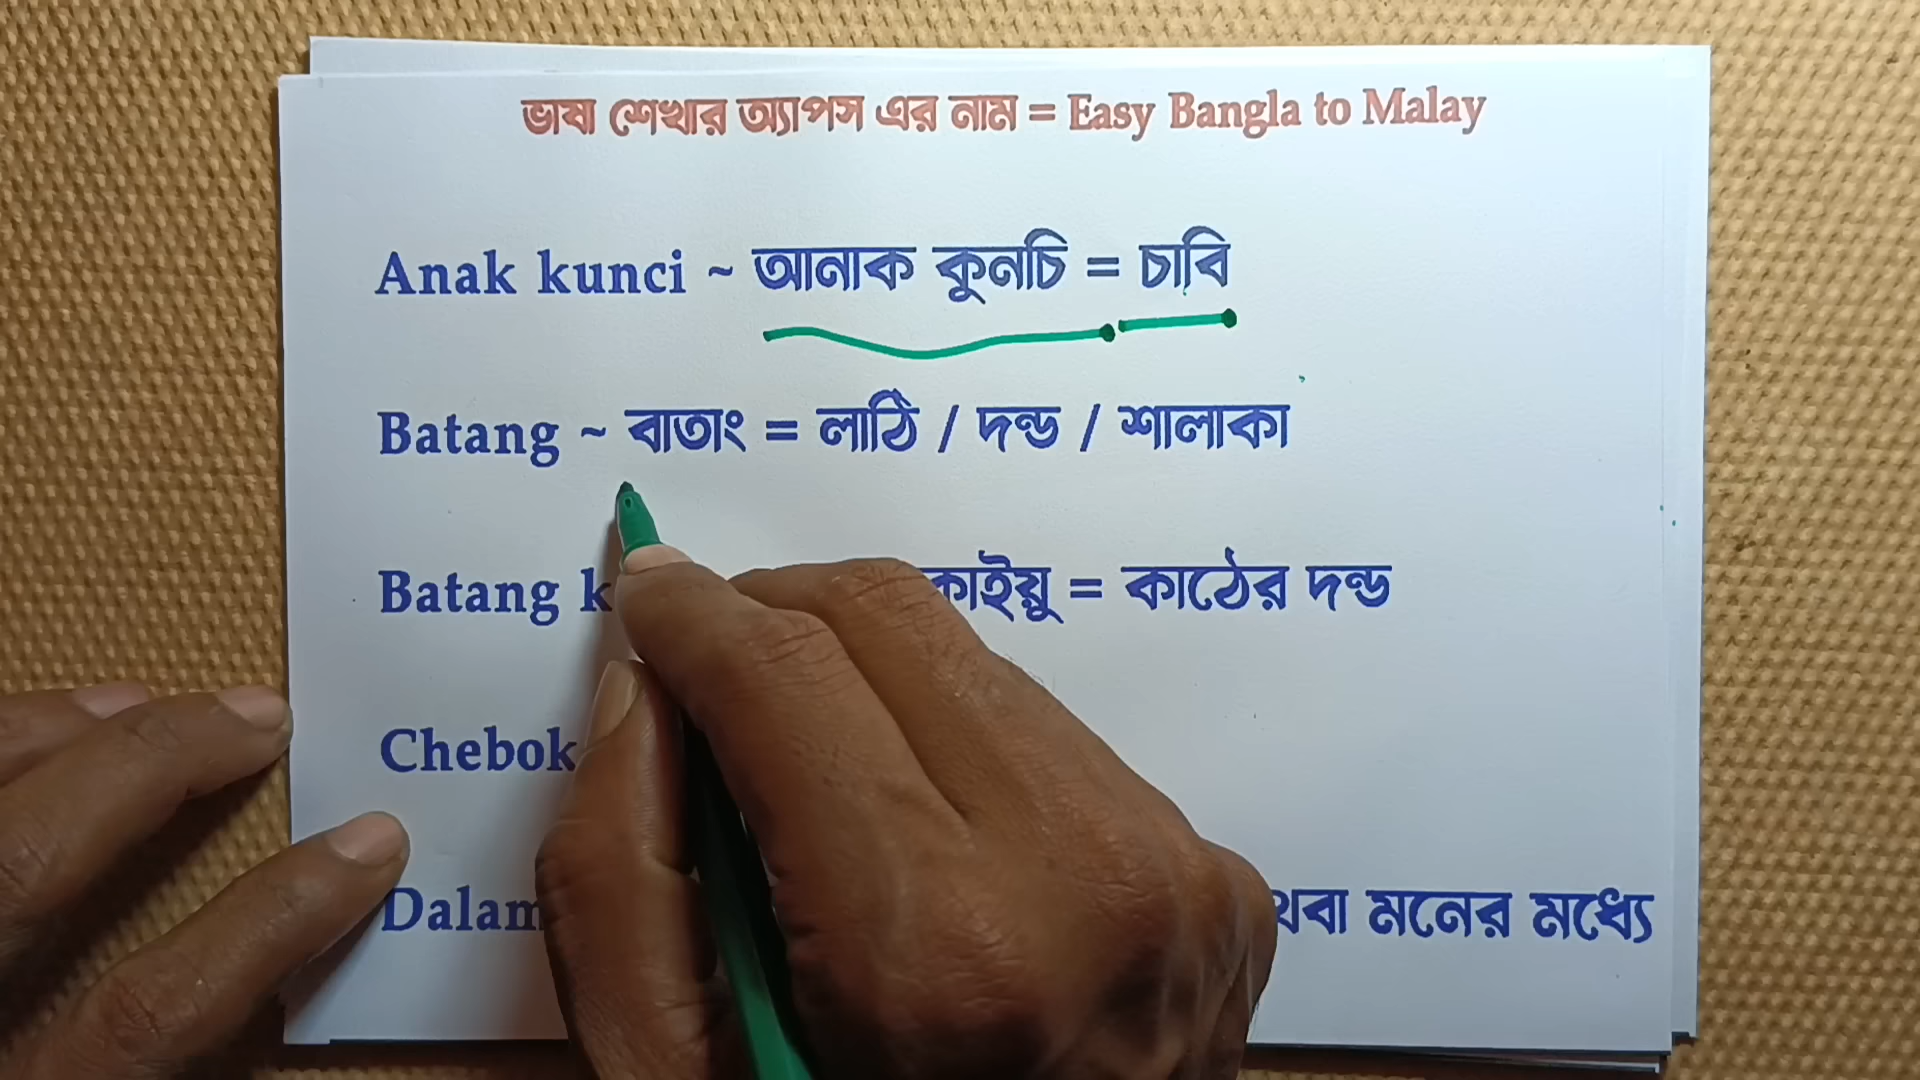 ভাষা শেখার অ্যাপস এর নাম = Easy Bangla to Malay
Anak kunci ~ আনাক কুনচি = চাবি
Batang ~ বাতাং = লাঠি / দন্ড / শালাকা
Batang কাইয়ু = কাঠের দন্ড
Chebok
Dalam মনের মধ্যে